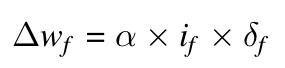 Δw_f = α × i_f × δ_f